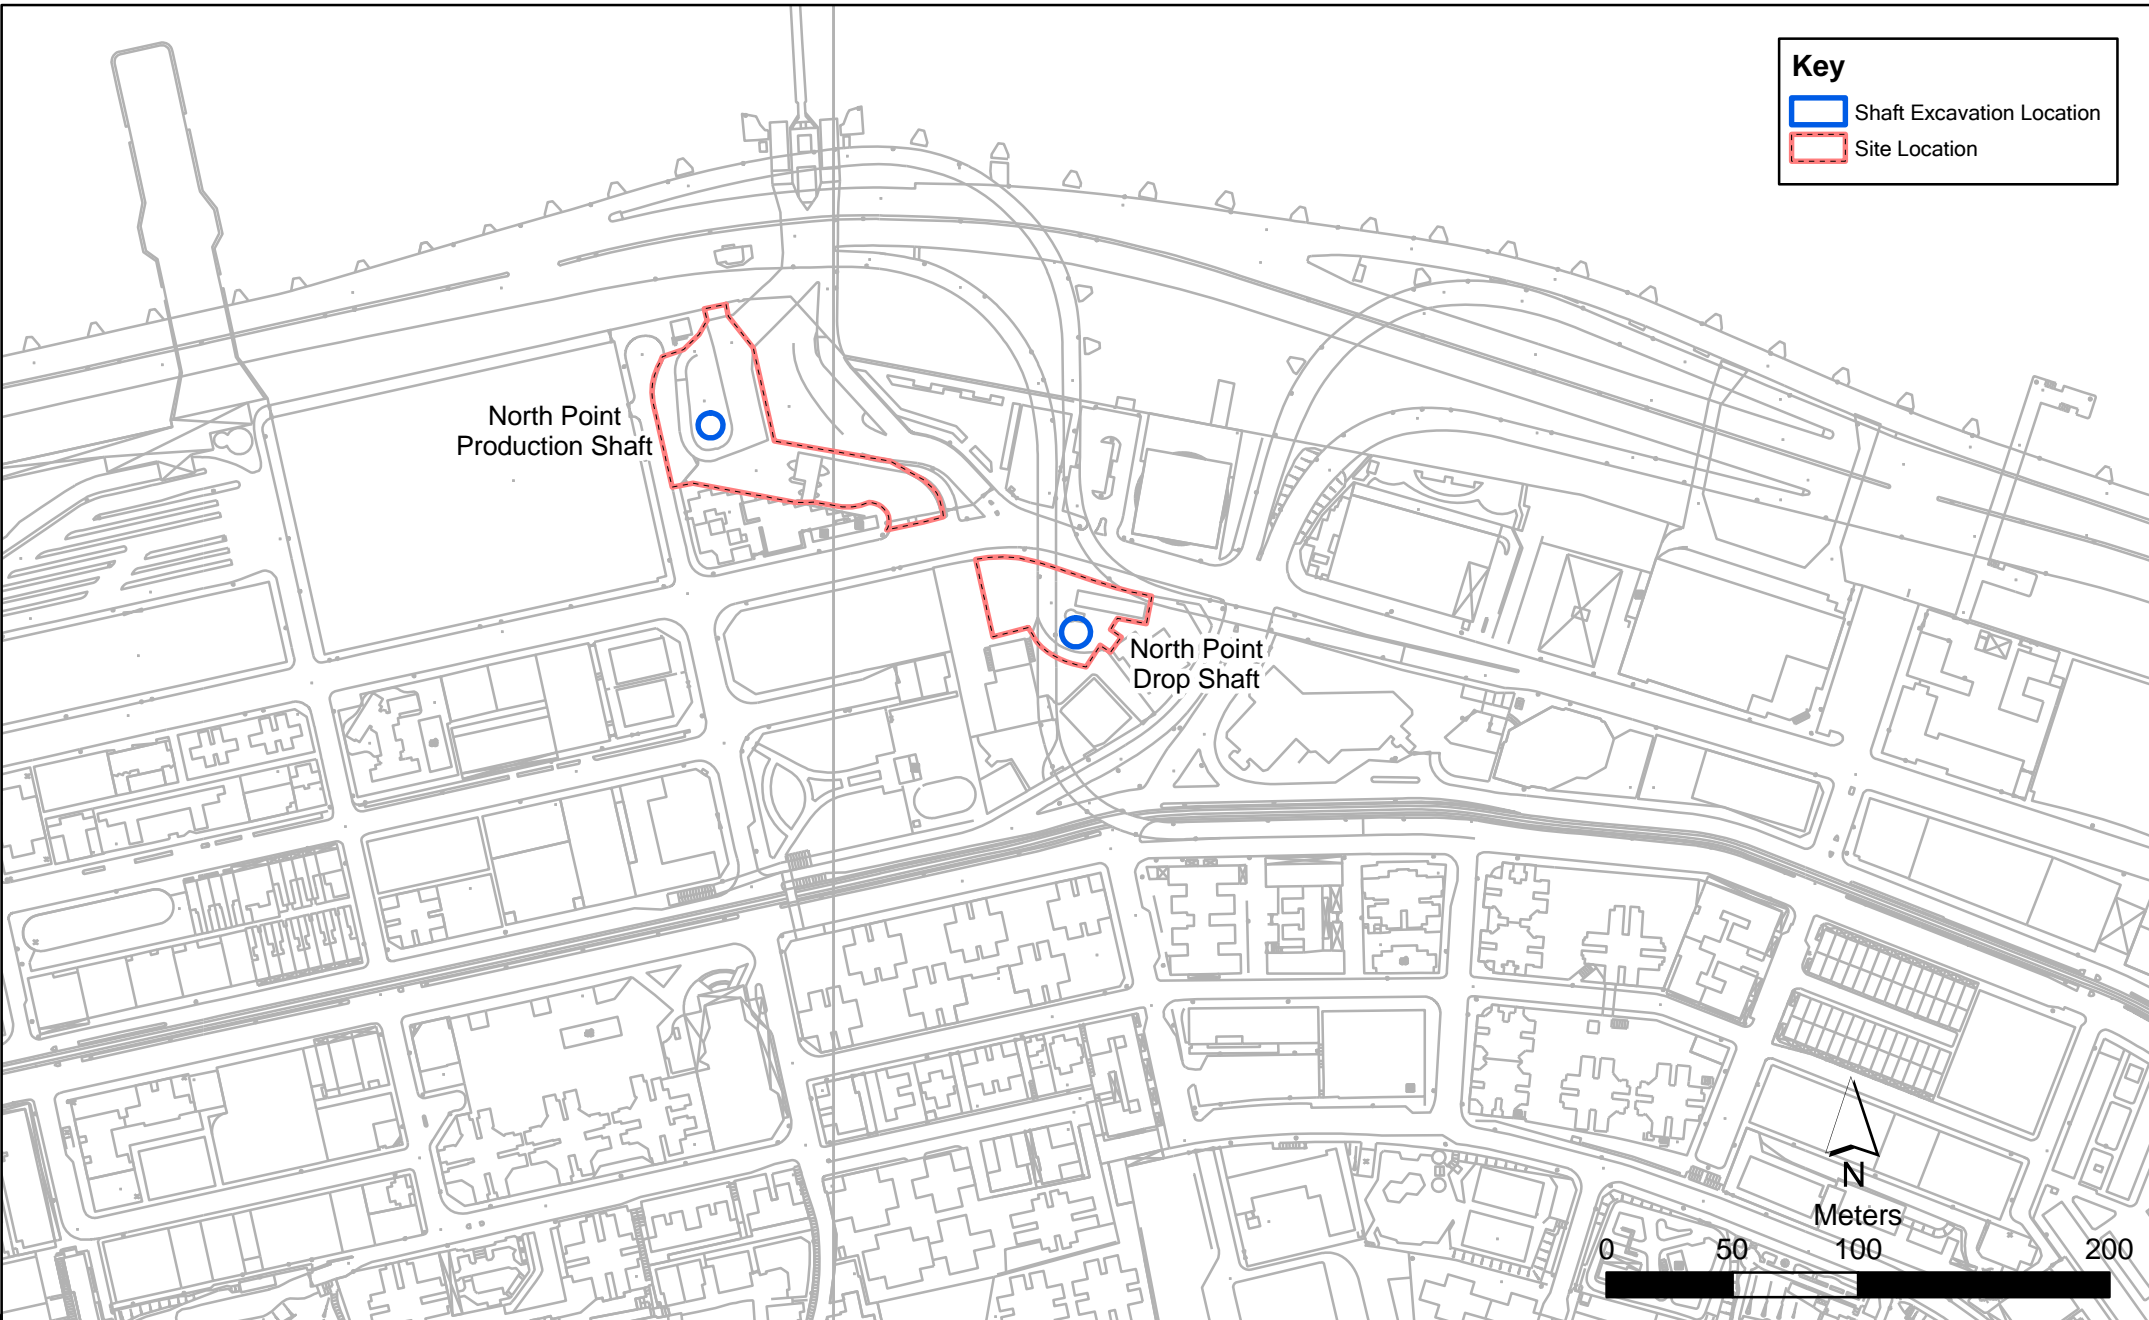 Key
Shaft Excavation Location
Site Location
North Point
Production Shaft
North Point
Drop Shaft
N
Meters
0 50 100 200